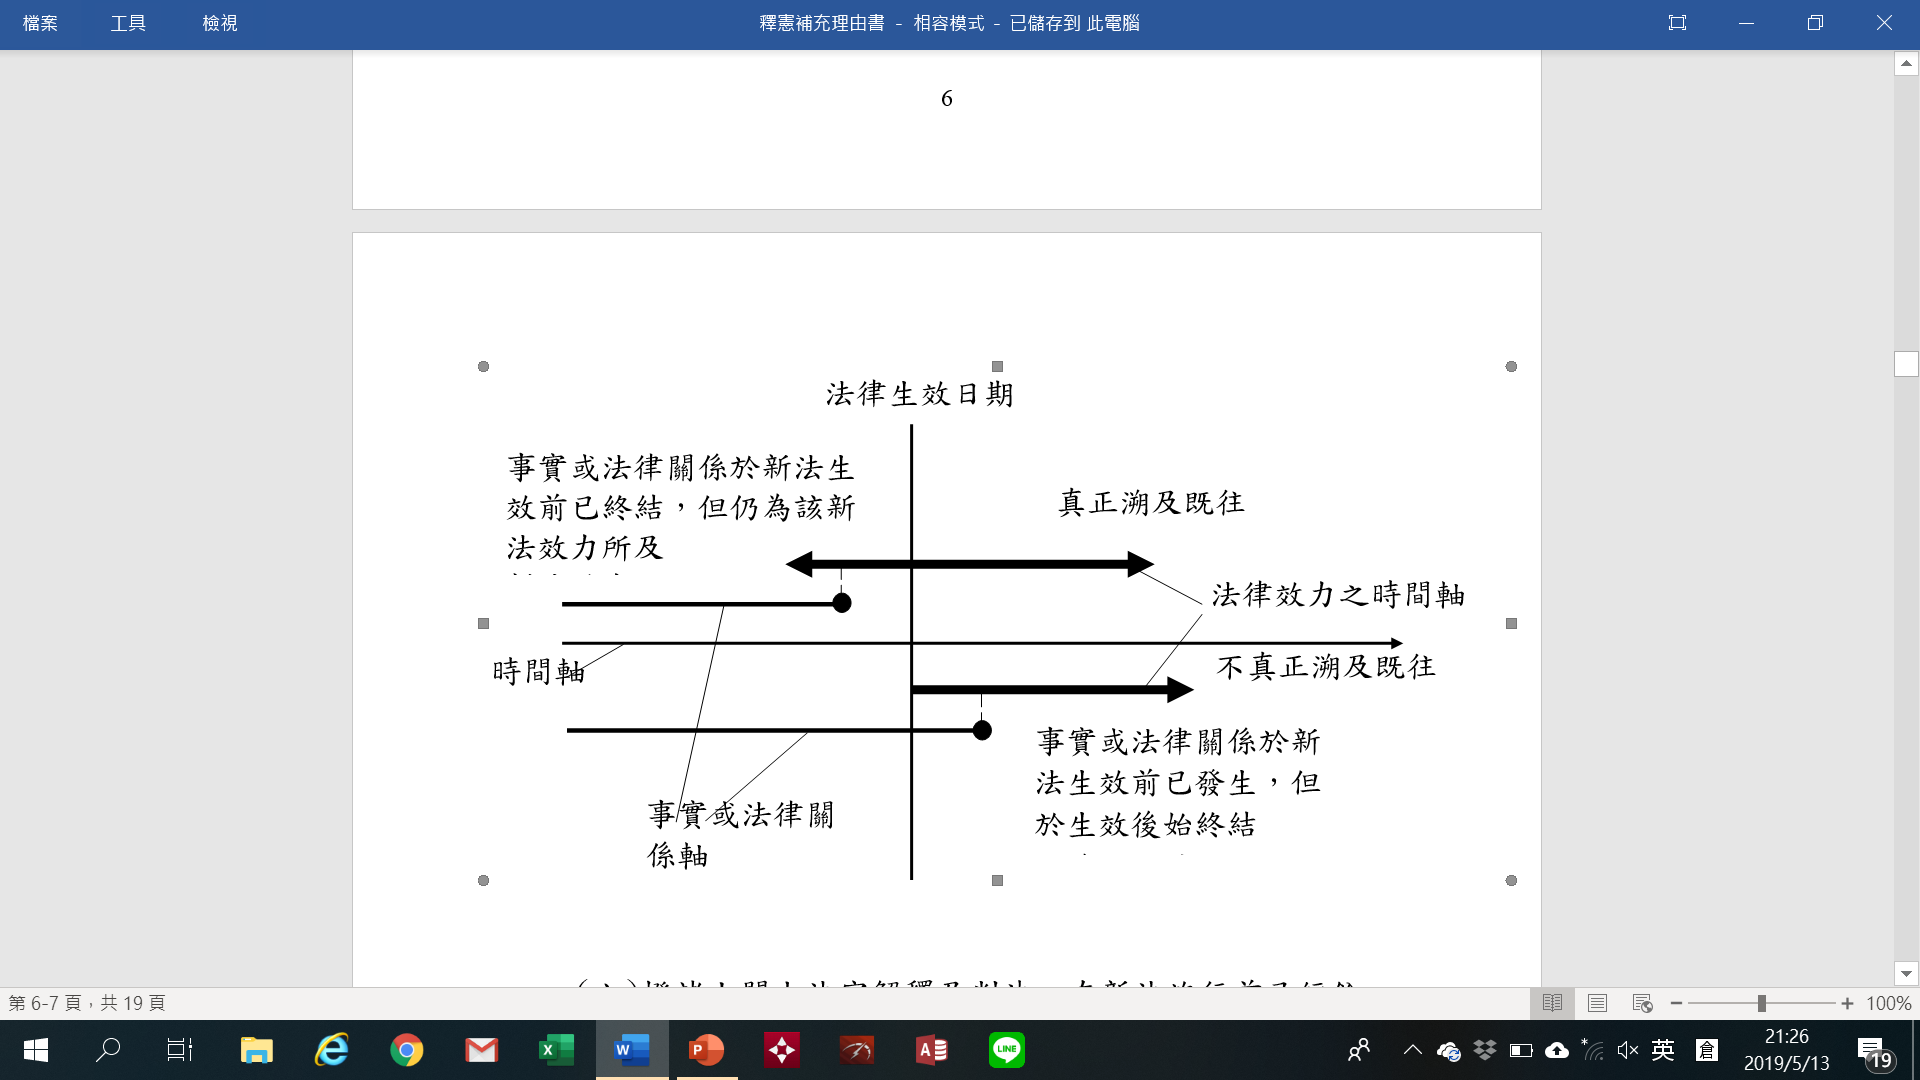 檔案 工具 檢視
釋憲補充理由書 - 相容模式 - 已儲存到 此電腦
6
法律生效日期
事實或法律關係於新法生
效前已終結，但仍為該新
法效力所及
真正溯及既往
法律效力之時間軸
時間軸
不真正溯及既往
事實或法律關係於新
法生效前已發生，但
於生效後始終結
事實或法律關
係軸
第 6-7 頁，共 19 頁
100%
英
倉
21:26
2019/5/13
19
LINE